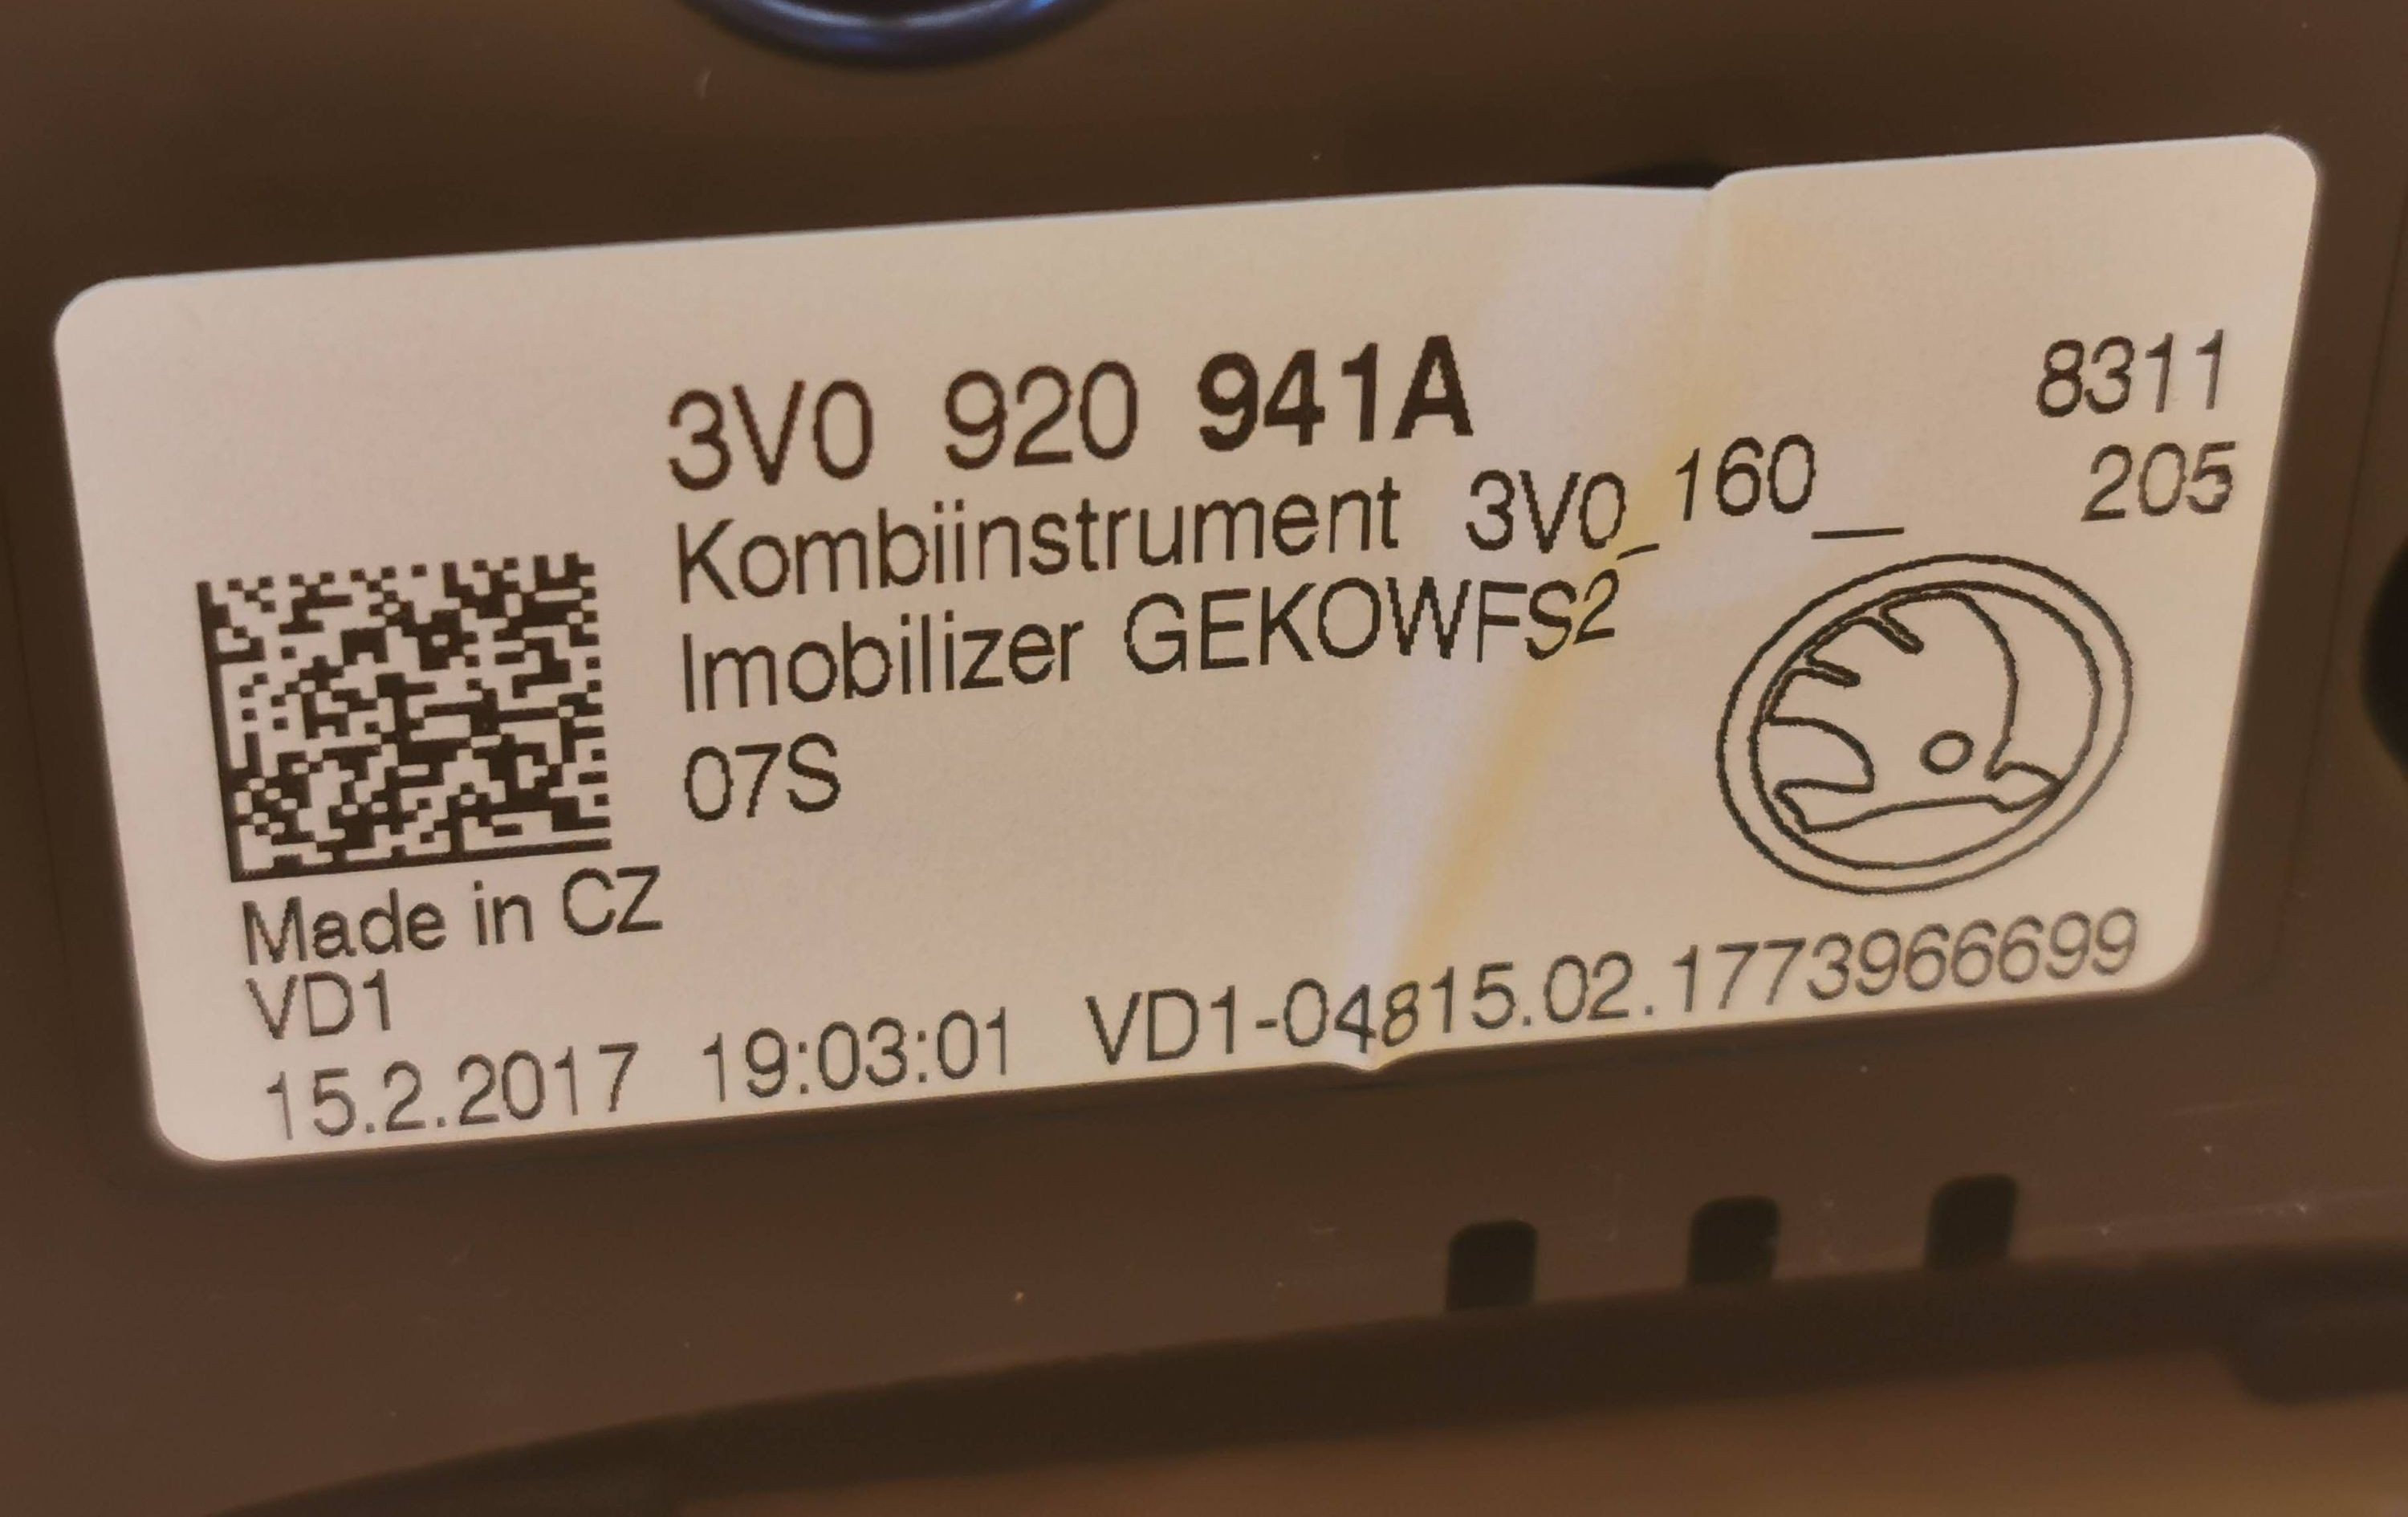 3V0 920 941A
8311
Kombiinstrument 3V0_160__
205
Imobilizer GEKOWFS2
07S
Made in CZ
VD1
15.2.2017 19:03:01 VD1-04815.02.1773966699